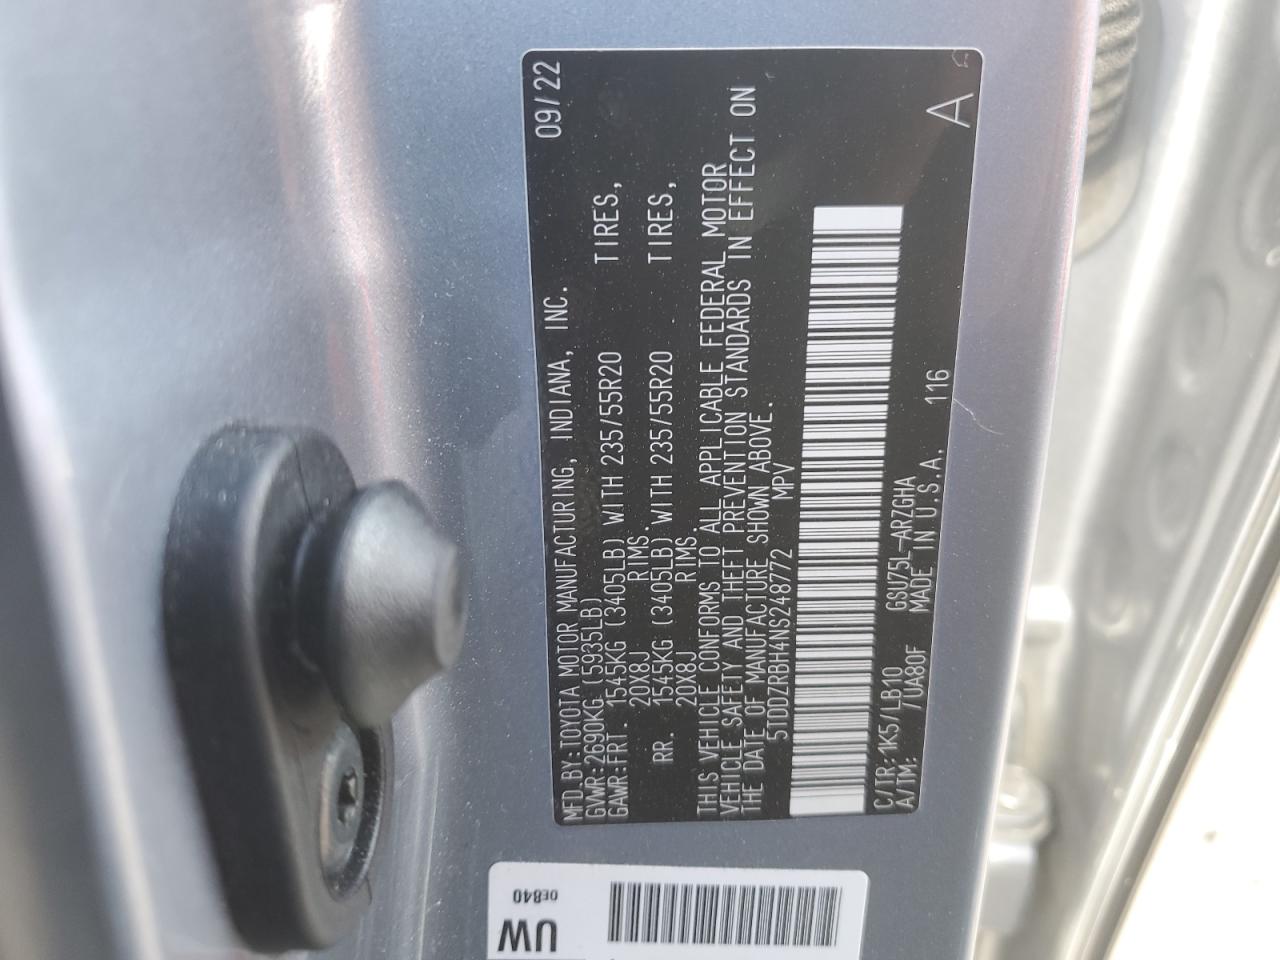 MFD.BY:TOYOTA MOTOR MANUFACTURING, INDIANA, INC. 09/22
GVWR:2690KG (5935LB)
GAWR:FRT. 1545KG (3405LB) WITH 235/55R20 TIRES,
20X8J RIMS.
RR. 1545KG (3405LB) WITH 235/55R20 TIRES,
20X8J RIMS.
THIS VEHICLE CONFORMS TO ALL APPLICABLE FEDERAL MOTOR
VEHICLE SAFETY AND THEFT PREVENTION STANDARDS IN EFFECT ON
THE DATE OF MANUFACTURE SHOWN ABOVE.
5TDDZRBH4NS248772 MPV
C/TR:1K5/LB10 GSU75L-ARZGHA 116
A/TM: /UA80F MADE IN U.S.A.
A
0E840
UW